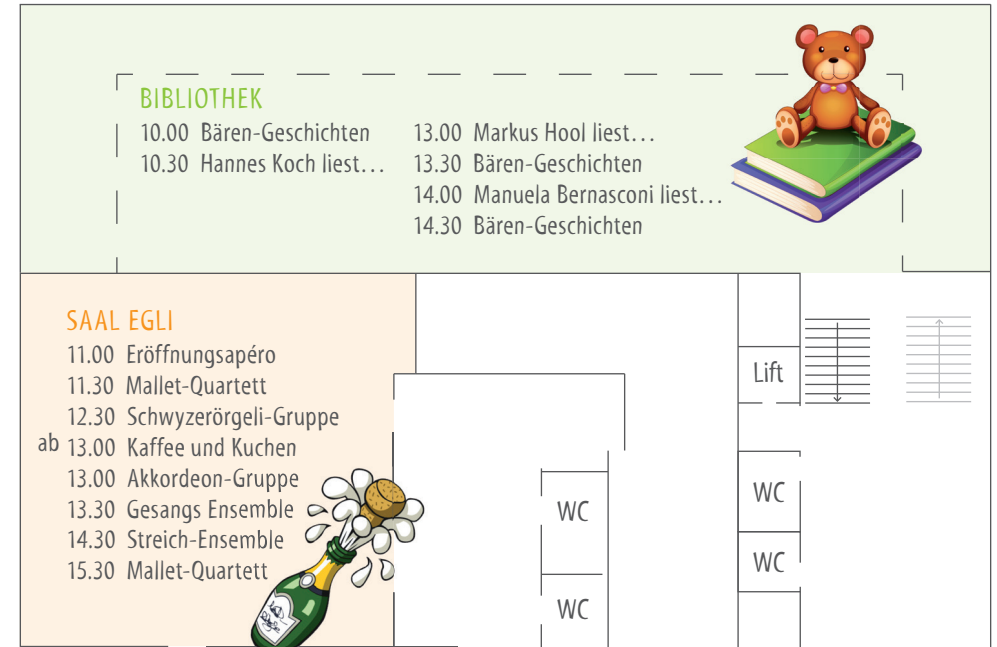 BIBLIOTHEK
10.00 Bären-Geschichten
10.30 Hannes Koch liest…
13.00 Markus Hool liest…
13.30 Bären-Geschichten
14.00 Manuela Bernasconi liest…
14.30 Bären-Geschichten
SAAL EGLI
11.00 Eröffnungsapéro
11.30 Mallet-Quartett
12.30 Schwyzerörgeli-Gruppe
ab 13.00 Kaffee und Kuchen
13.00 Akkordeon-Gruppe
13.30 Gesangs Ensemble
14.30 Streich-Ensemble
15.30 Mallet-Quartett
Lift
WC
WC
WC
WC